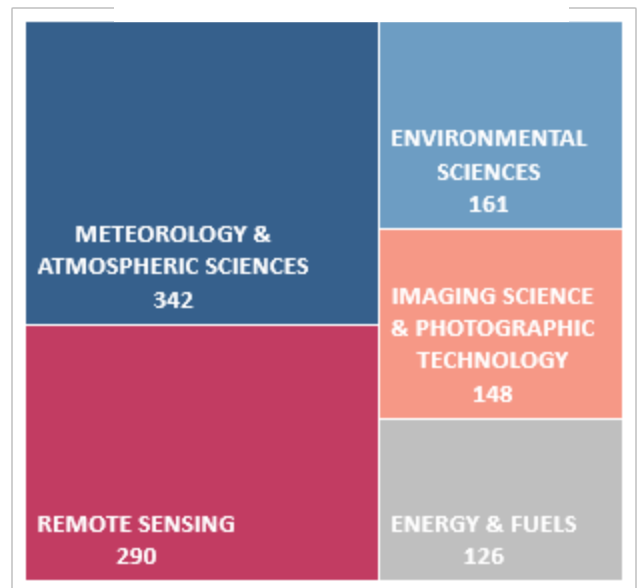 METEOROLOGY &
ATMOSPHERIC SCIENCES
342
REMOTE SENSING
290
ENVIRONMENTAL
SCIENCES
161
IMAGING SCIENCE
& PHOTOGRAPHIC
TECHNOLOGY
148
ENERGY & FUELS
126